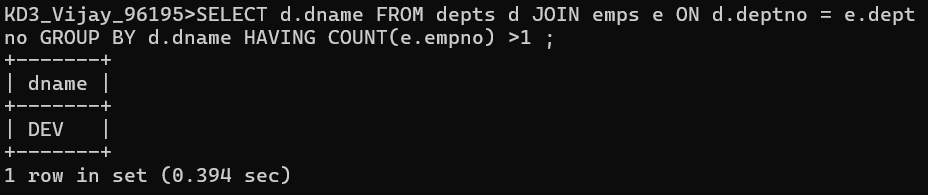 KD3_Vijay_96195>SELECT d.dname FROM depts d JOIN emps e ON d.deptno = e.dept
no GROUP BY d.dname HAVING COUNT(e.empno) >1 ;
+-------+
| dname |
+-------+
| DEV   |
+-------+
1 row in set (0.394 sec)